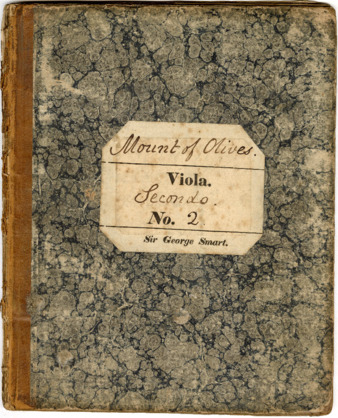 Mount of Olives.
Viola.
Secondo.
No. 2
Sir George Smart.